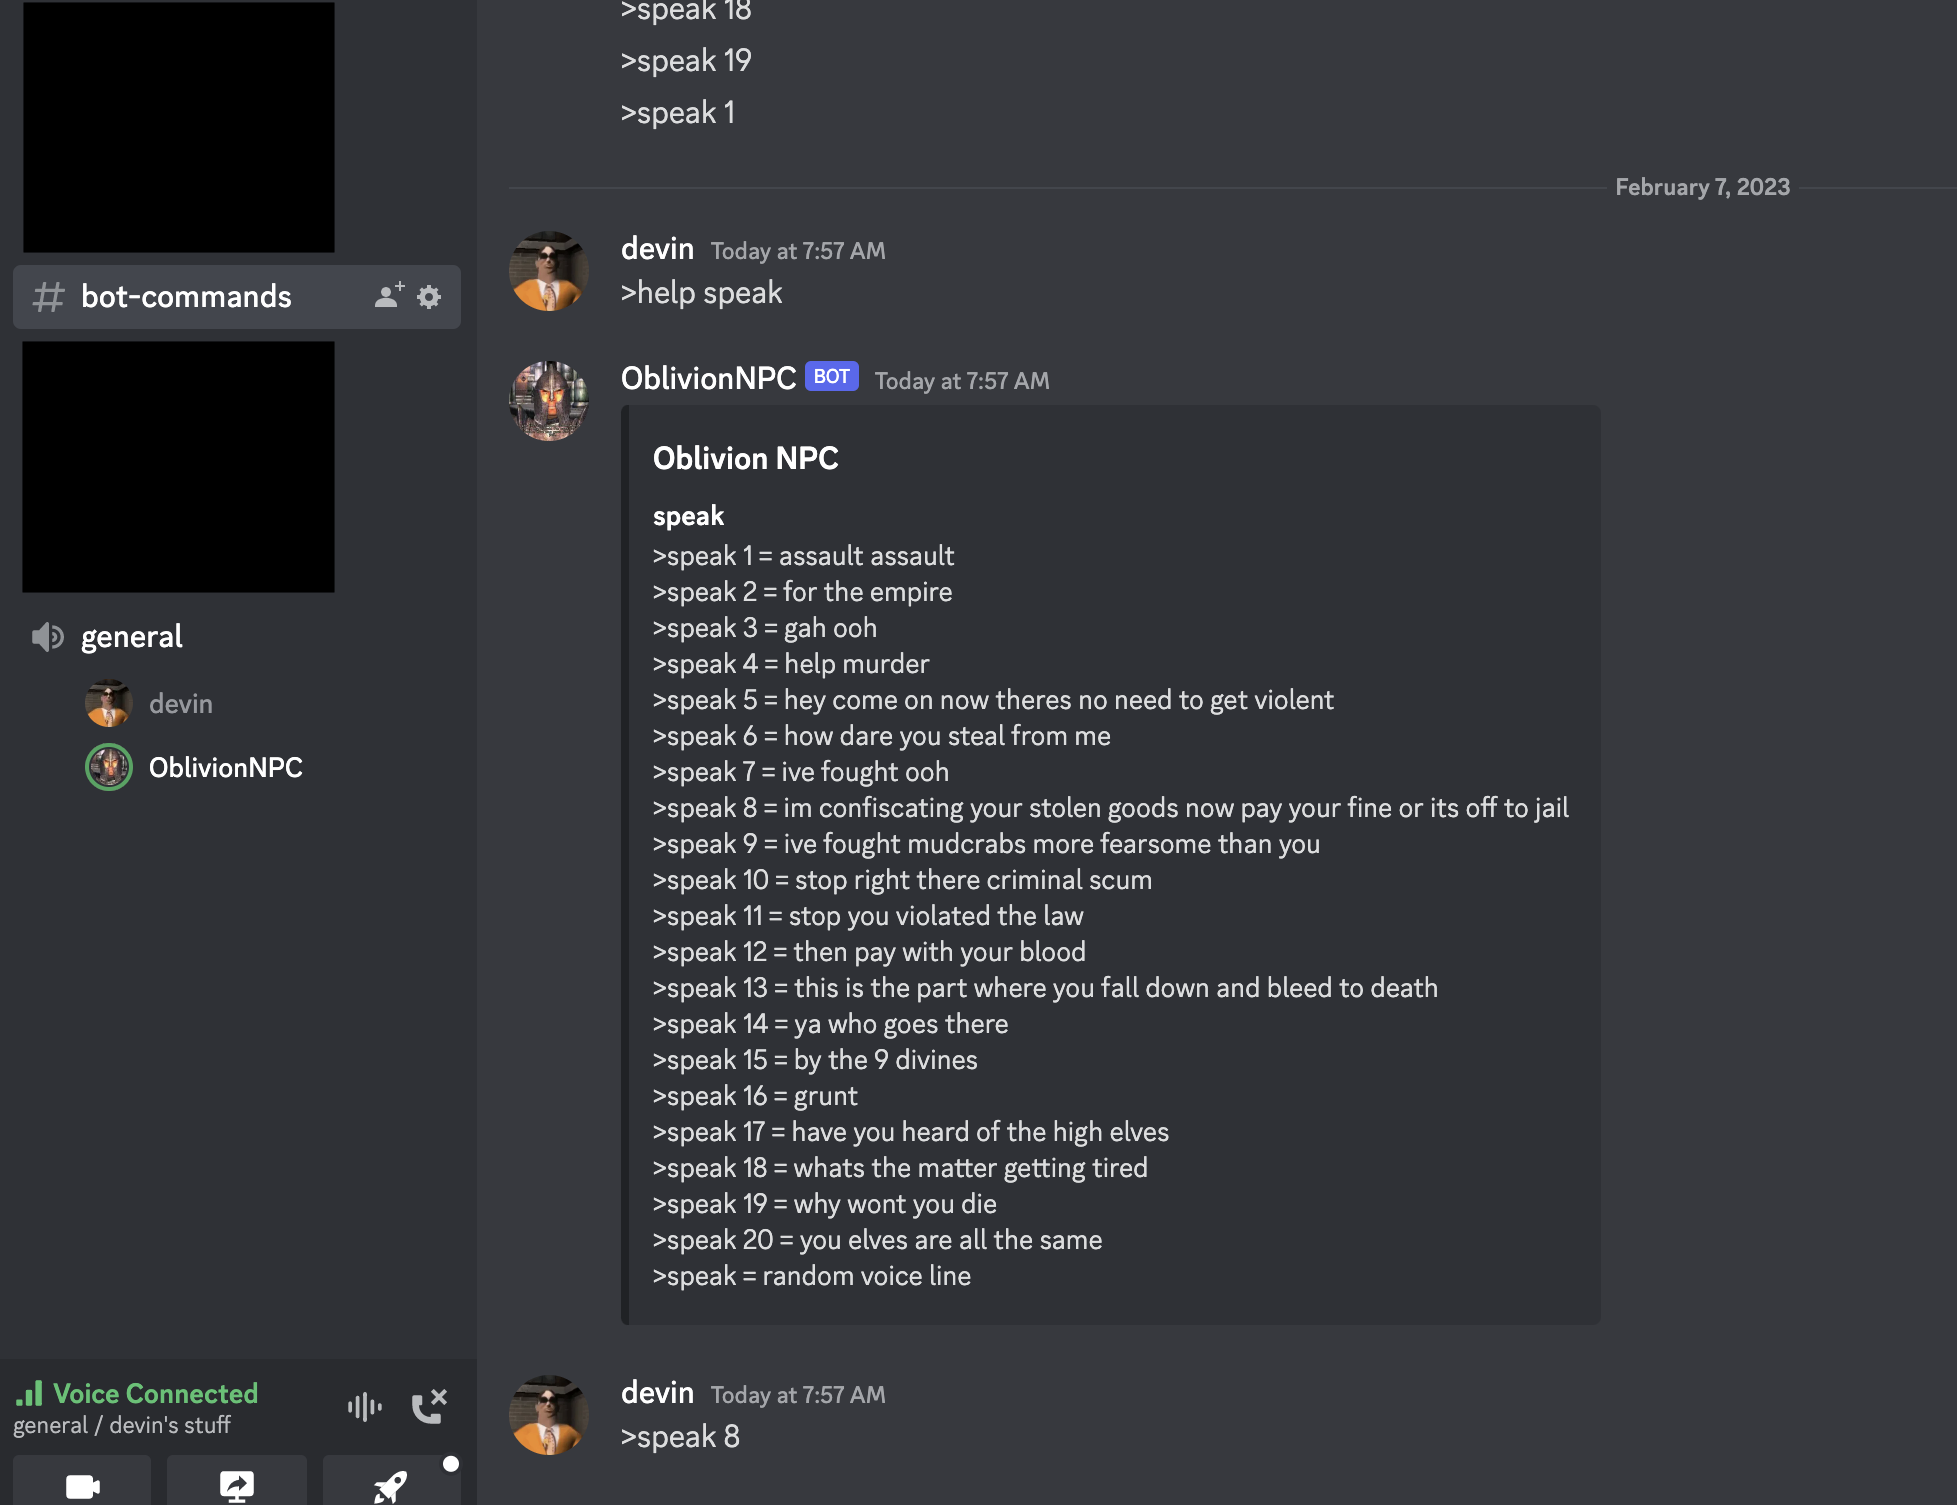 bot-commands
general
devin
OblivionNPC
Voice Connected
general / devin's stuff
>speak 18
>speak 19
>speak 1
February 7, 2023
devin Today at 7:57 AM
>help speak
OblivionNPC BOT Today at 7:57 AM
Oblivion NPC
speak
>speak 1 = assault assault
>speak 2 = for the empire
>speak 3 = gah ooh
>speak 4 = help murder
>speak 5 = hey come on now theres no need to get violent
>speak 6 = how dare you steal from me
>speak 7 = ive fought ooh
>speak 8 = im confiscating your stolen goods now pay your fine or its off to jail
>speak 9 = ive fought mudcrabs more fearsome than you
>speak 10 = stop right there criminal scum
>speak 11 = stop you violated the law
>speak 12 = then pay with your blood
>speak 13 = this is the part where you fall down and bleed to death
>speak 14 = ya who goes there
>speak 15 = by the 9 divines
>speak 16 = grunt
>speak 17 = have you heard of the high elves
>speak 18 = whats the matter getting tired
>speak 19 = why wont you die
>speak 20 = you elves are all the same
>speak = random voice line
devin Today at 7:57 AM
>speak 8